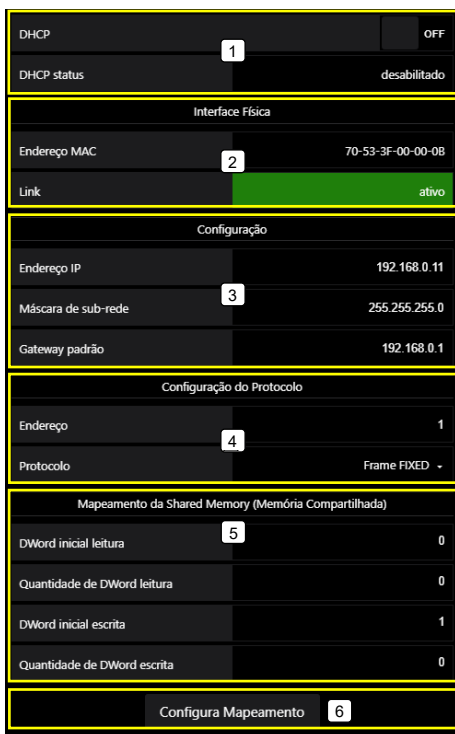 DHCP OFF
1
DHCP status desabilitado
Interface Física
Endereço MAC 70-53-3F-00-00-0B
2
Link ativo
Configuração
Endereço IP 192.168.0.11
3
Máscara de sub-rede 255.255.255.0
Gateway padrão 192.168.0.1
Configuração do Protocolo
Endereço 1
4
Protocolo Frame FIXED
Mapeamento da Shared Memory (Memória Compartilhada)
5
DWord inicial leitura 0
Quantidade de DWord leitura 0
DWord inicial escrita 1
Quantidade de DWord escrita 0
Configura Mapeamento 6